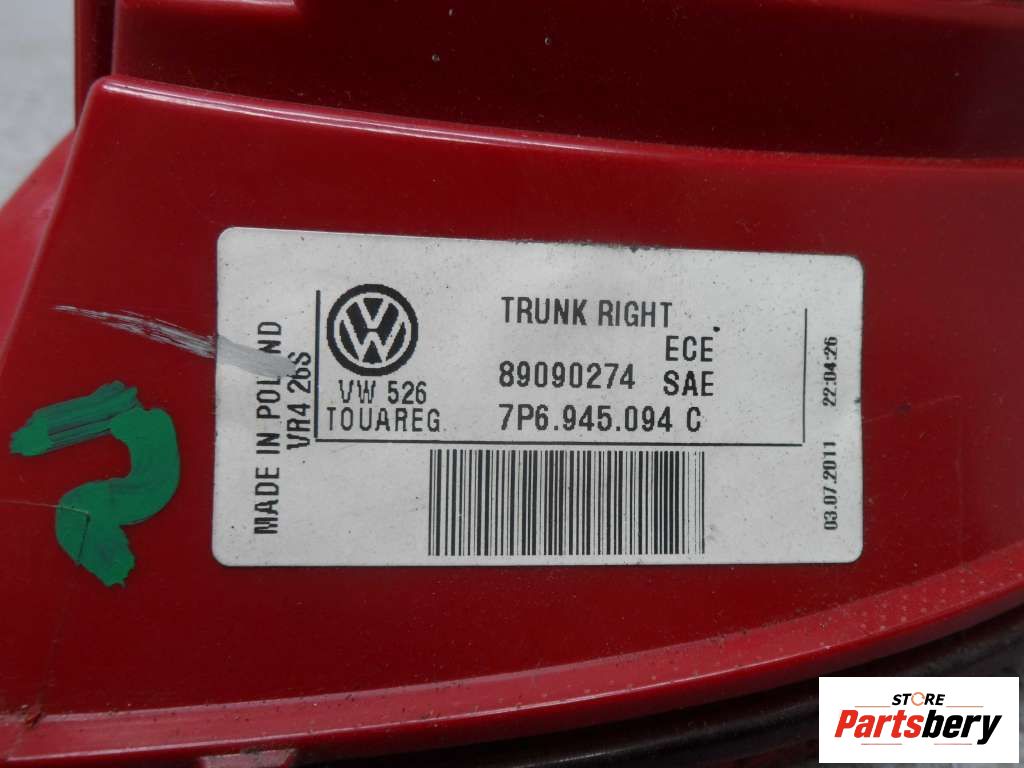 TRUNK RIGHT
ECE
VW 526
89090274 SAE
TOUAREG
7P6.945.094 C
MADE IN
VR4 26S
03.07.2011 22:04:26
STORE
Partsbery